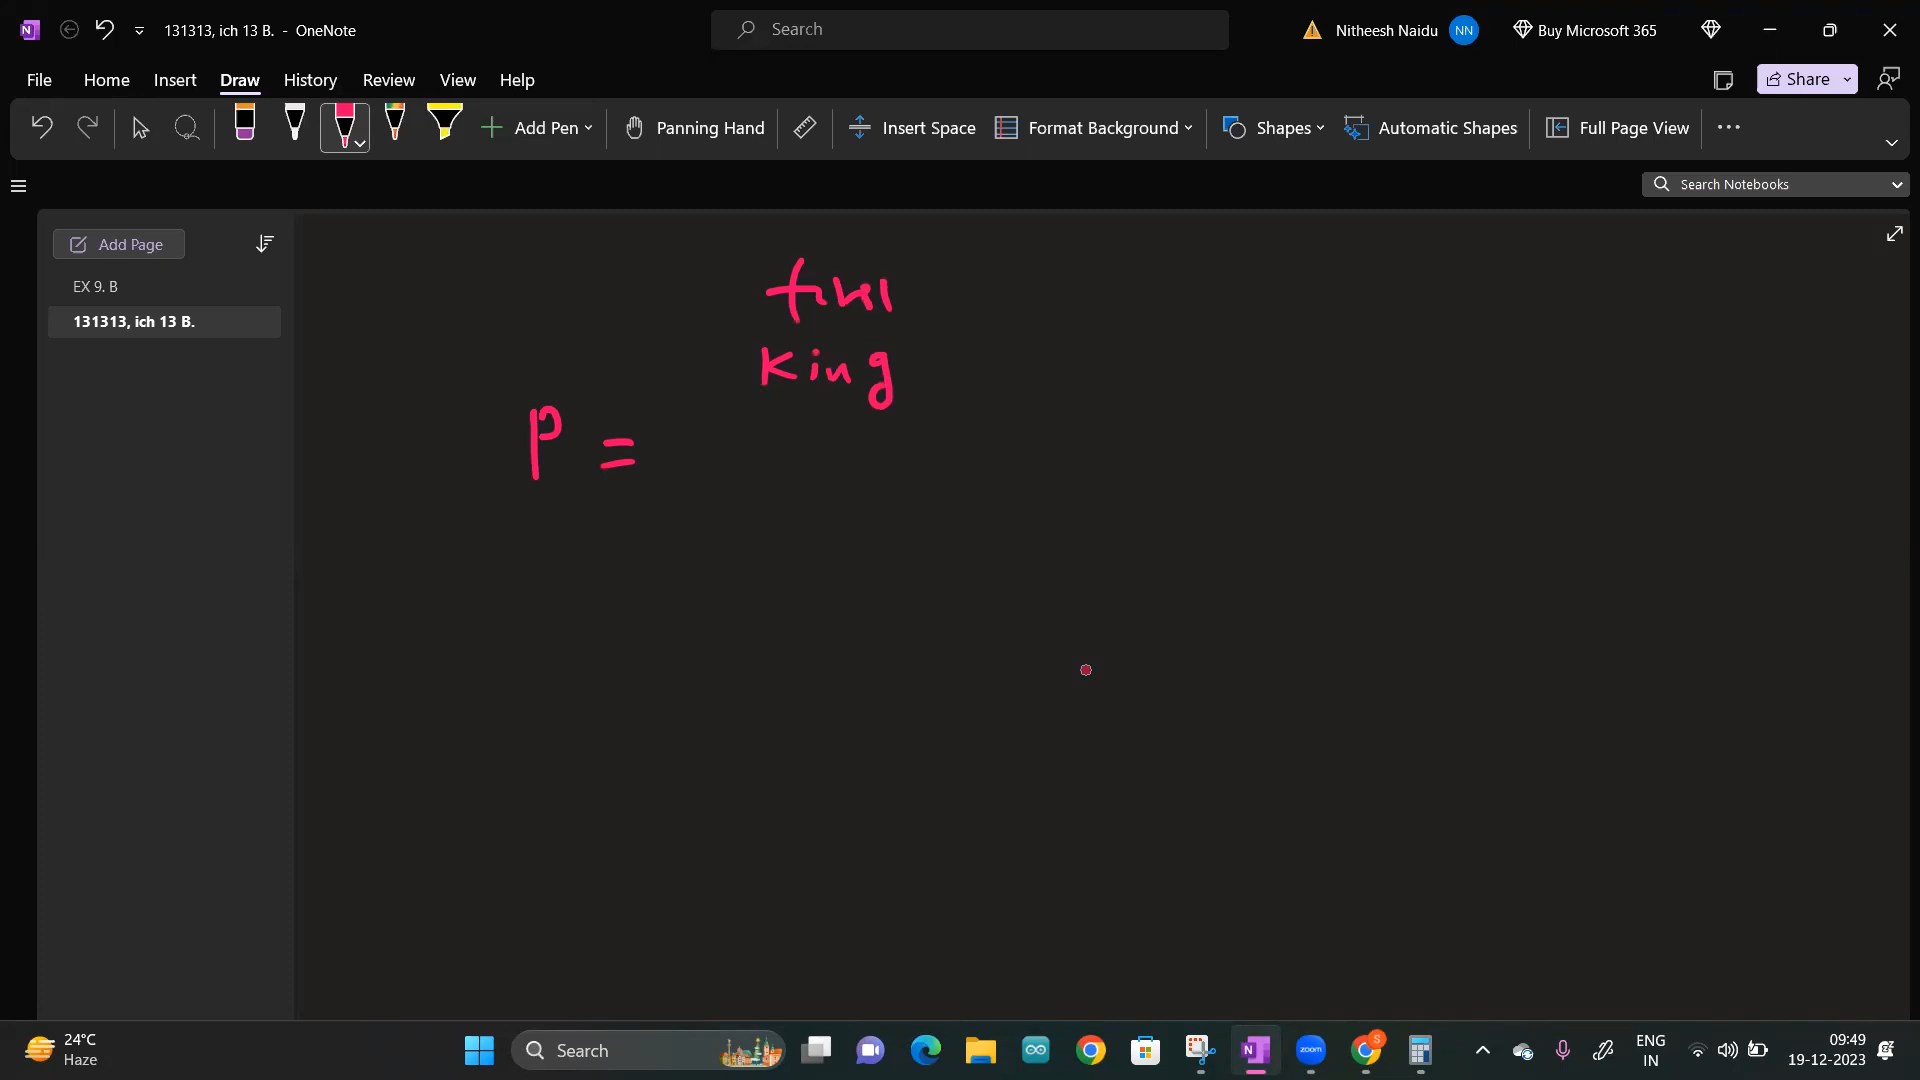 131313, ich 13 B. - OneNote
Search
Nitheesh Naidu
NN
Buy Microsoft 365
File Home Insert Draw History Review View Help
Share
Add Pen
Panning Hand
Insert Space
Format Background
Shapes
Automatic Shapes
Full Page View
Search Notebooks
Add Page
EX 9. B
131313, ich 13 B.
King
P =
24°C
Haze
Search
zoom
S
ENG
IN
09:49
19-12-2023